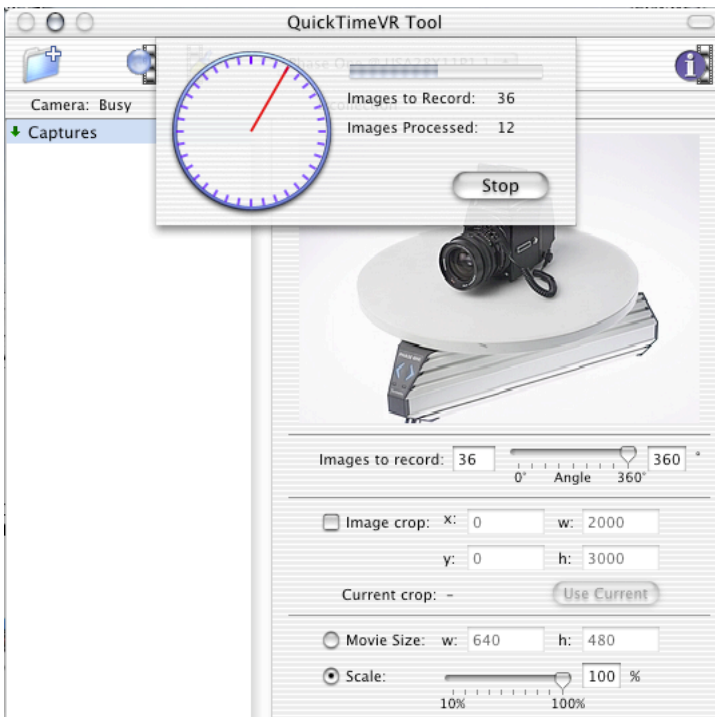 QuickTimeVR Tool
Images to Record: 36
Images Processed: 12
Stop
Camera: Busy
Captures
Images to record: 36 360 °
0° Angle 360°
Image crop: x: 0 w: 2000
y: 0 h: 3000
Current crop: - Use Current
Movie Size: w: 640 h: 480
Scale: 100 %
10% 100%